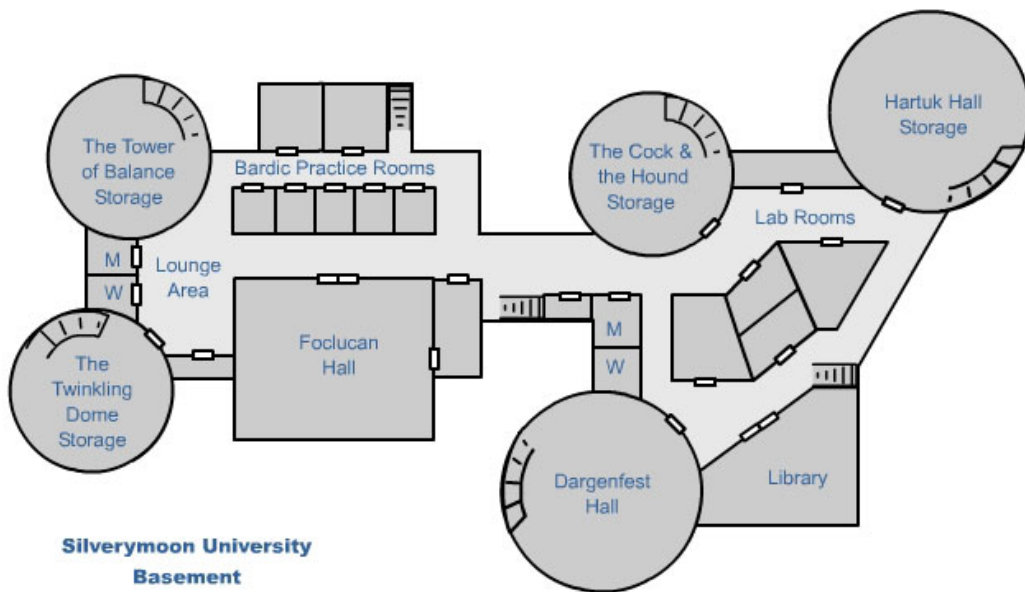 Hartuk Hall
Storage
The Tower
of Balance
Storage
Bardic Practice Rooms
The Cock &
the Hound
Storage
Lab Rooms
M
W
Lounge
Area
Foclucan
Hall
M
W
The
Twinkling
Dome
Storage
Dargenfest
Hall
Library
Silverymoon University
Basement